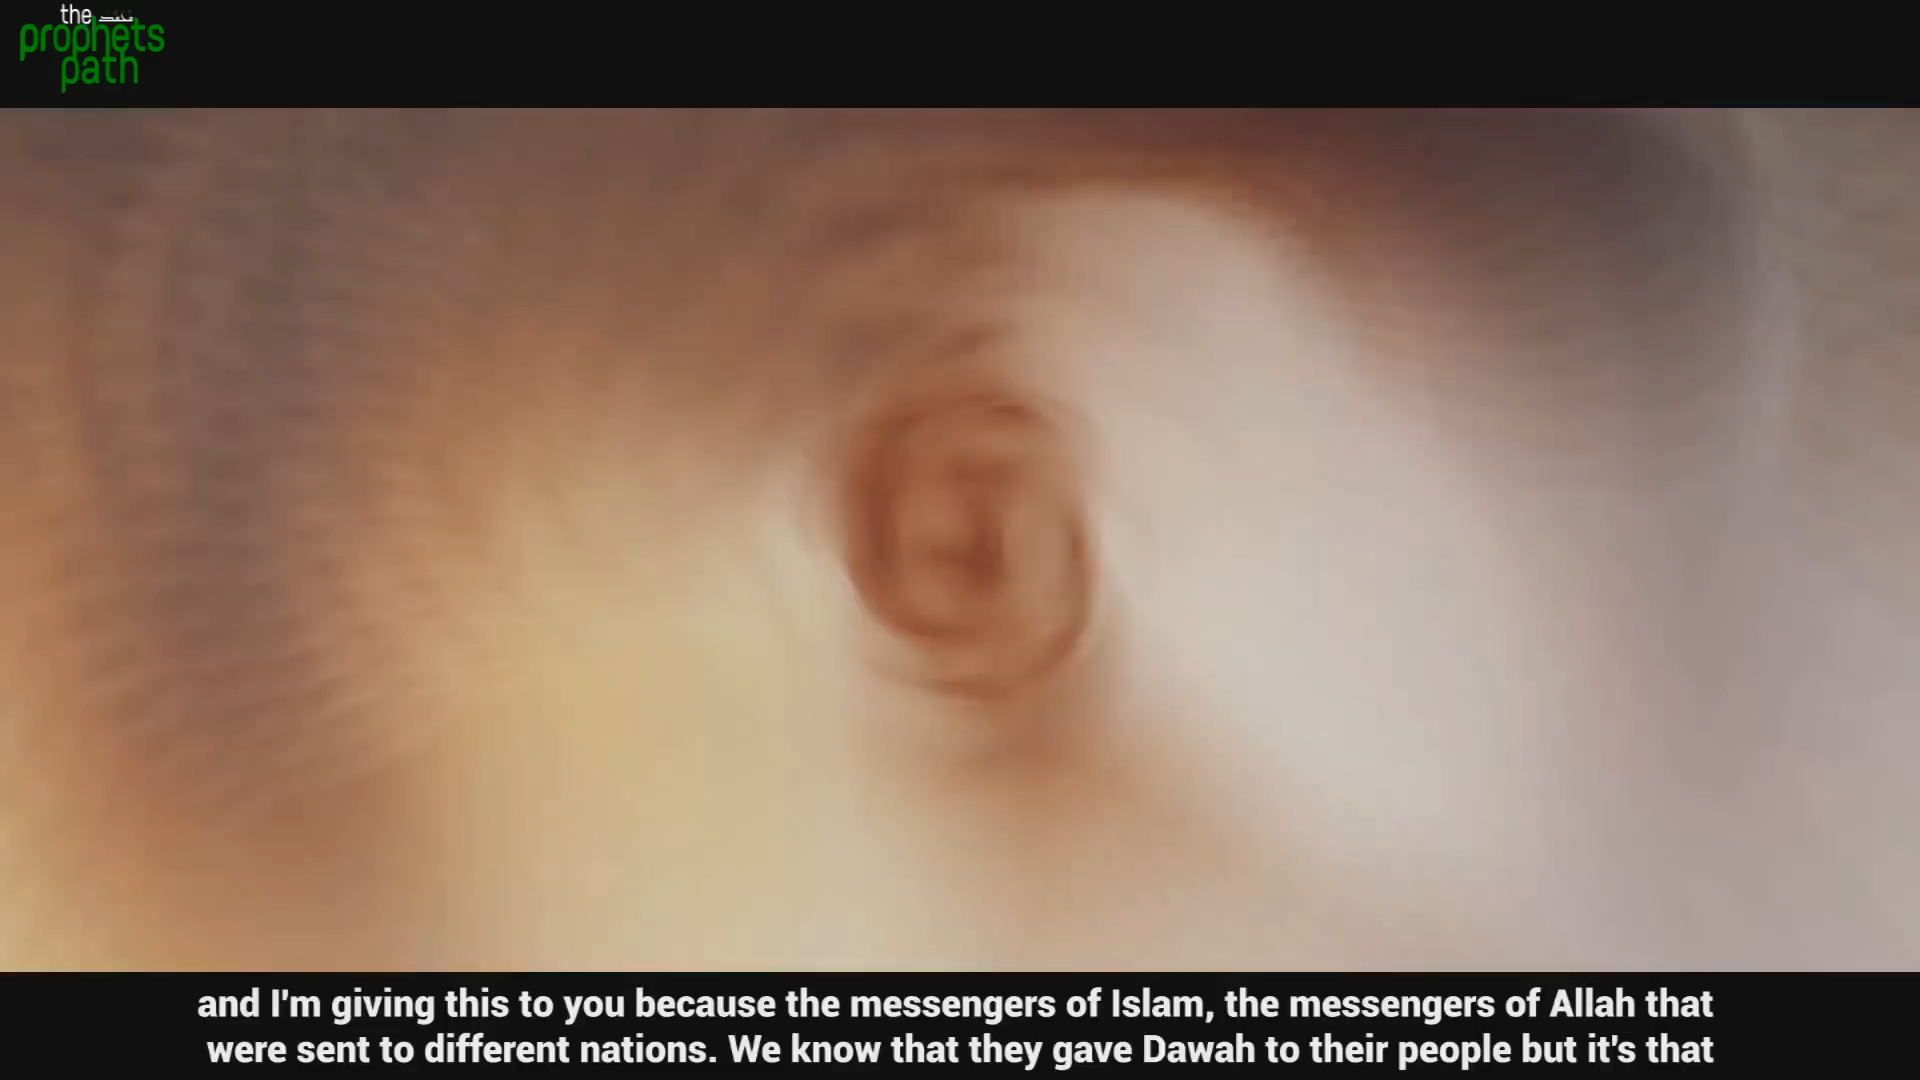 the
prophets
path
and I'm giving this to you because the messengers of Islam, the messengers of Allah that
were sent to different nations. We know that they gave Dawah to their people but it's that